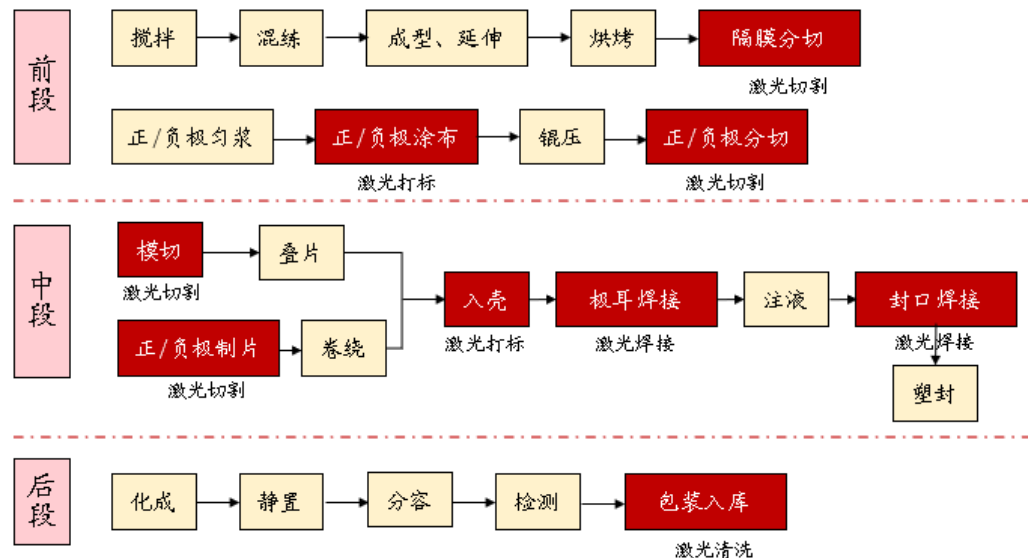 前段
搅拌
混练
成型、延伸
烘烤
隔膜分切
激光切割
正/负极匀浆
正/负极涂布
辊压
正/负极分切
激光打标
激光切割
中段
模切
叠片
激光切割
入壳
极耳焊接
注液
封口焊接
激光打标
激光焊接
激光焊接
正/负极制片
卷绕
激光切割
塑封
后段
化成
静置
分容
检测
包装入库
激光清洗